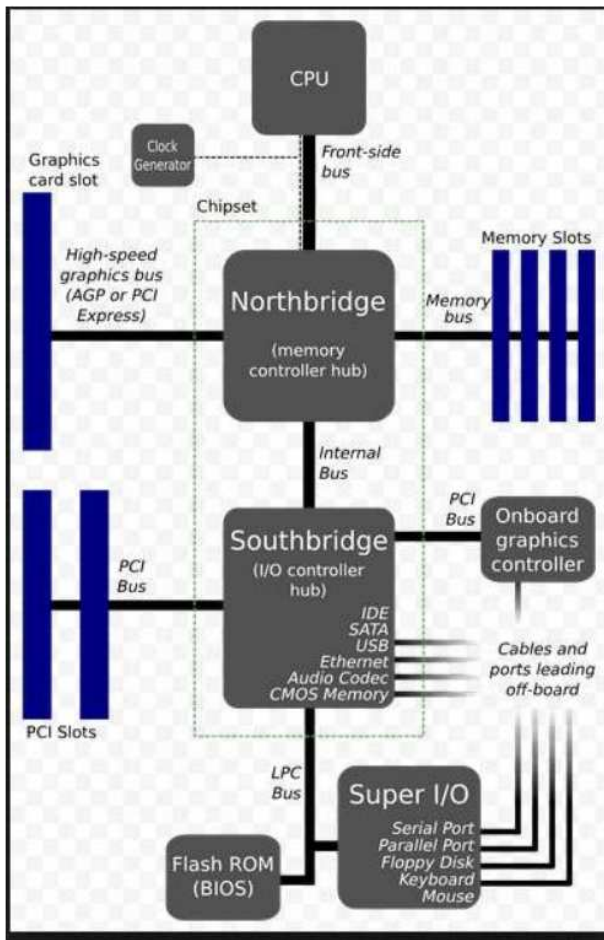 CPU
Clock
Generator
Front-side
bus
Graphics
card slot
Chipset
High-speed
graphics bus
(AGP or PCI
Express)
Northbridge
(memory
controller hub)
Memory
bus
Memory Slots
Internal
Bus
Southbridge
(I/O controller
hub)
IDE
SATA
USB
Ethernet
Audio Codec
CMOS Memory
PCI
Bus
Onboard
graphics
controller
PCI
Bus
PCI Slots
Cables and
ports leading
off-board
LPC
Bus
Super I/O
Serial Port
Parallel Port
Floppy Disk
Keyboard
Mouse
Flash ROM
(BIOS)